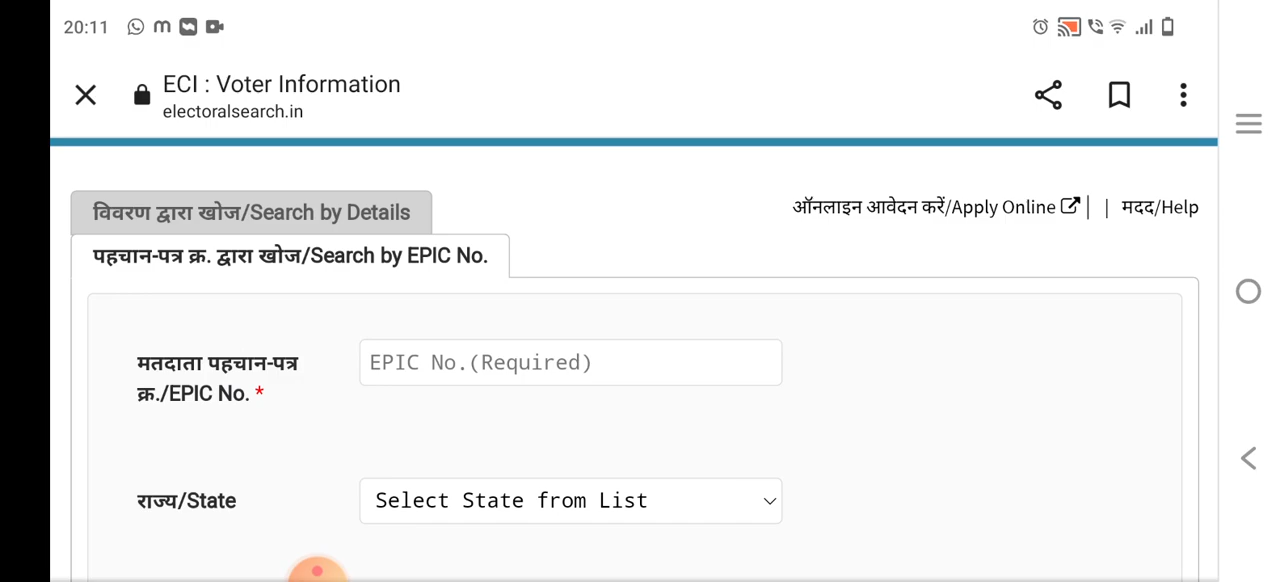 20:11
ECI : Voter Information
electoralsearch.in
विवरण द्वारा खोज/Search by Details
ऑनलाइन आवेदन करें/Apply Online | | मदद/Help
पहचान-पत्र क्र. द्वारा खोज/Search by EPIC No.
मतदाता पहचान-पत्र
क्र./EPIC No. *
EPIC No.(Required)
राज्य/State
Select State from List